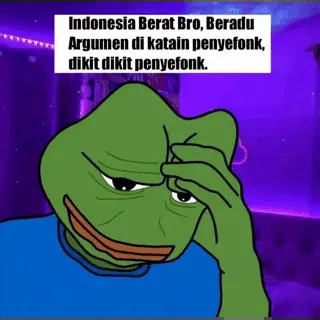 Indonesia Berat Bro, Beradu
Argumen di katain penyefonk,
dikit dikit penyefonk.